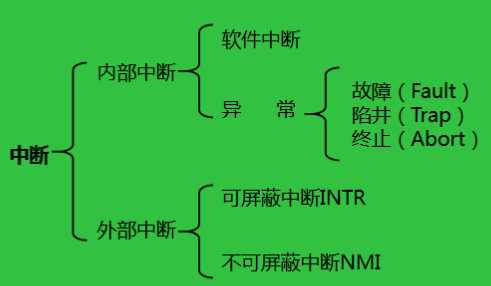 软件中断
内部中断
异 常
故障（Fault）
陷井（Trap）
终止（Abort）
中断
可屏蔽中断INTR
外部中断
不可屏蔽中断NMI